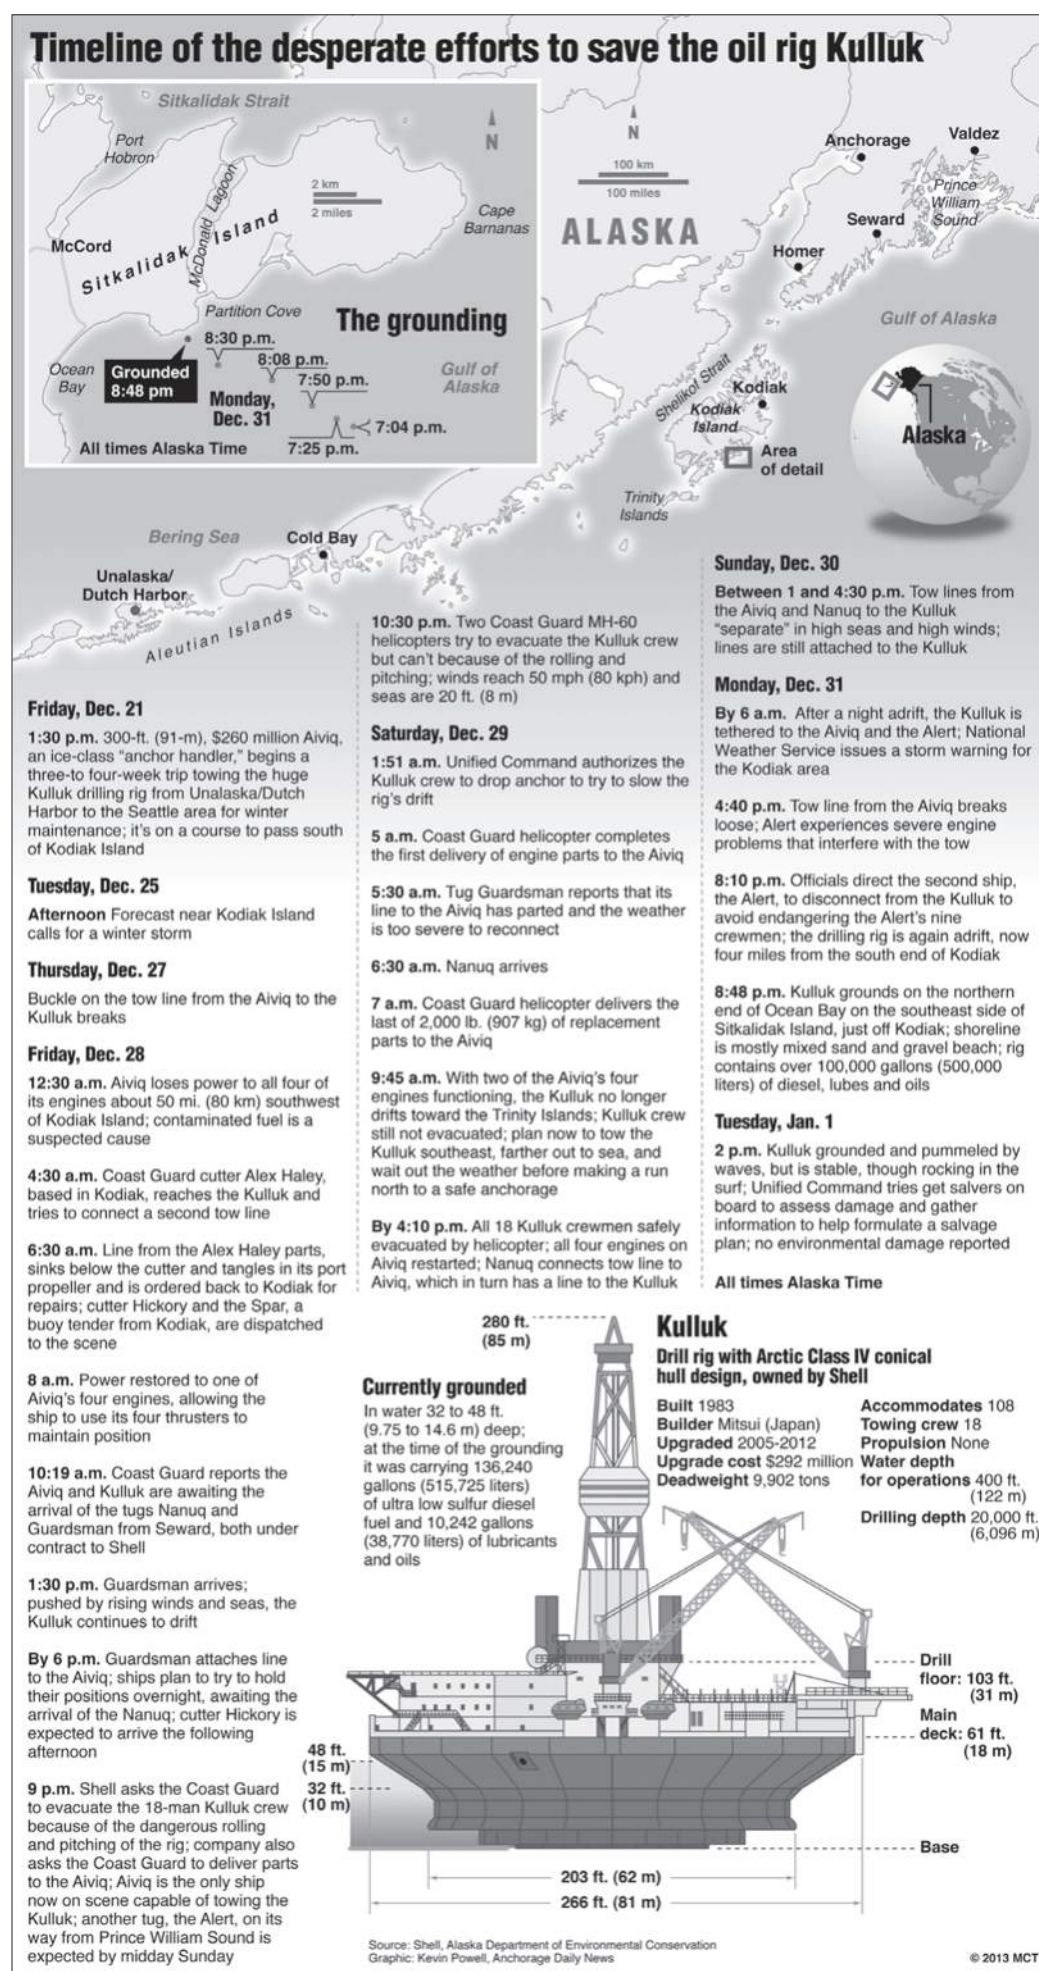 Timeline of the desperate efforts to save the oil rig Kulluk
Sitkalidak Strait
Port
Hobron
N
2 km
2 miles
McDonald Lagoon
Cape
Barnanas
McCord
Sitkalidak Island
Partition Cove
The grounding
8:30 p.m.
8:08 p.m.
7:50 p.m.
Ocean
Bay
Grounded
8:48 pm
Gulf of
Alaska
Monday,
Dec. 31
7:04 p.m.
All times Alaska Time
7:25 p.m.
N
100 km
100 miles
ALASKA
Anchorage
Valdez
Prince
William
Sound
Seward
Homer
Gulf of Alaska
Shelikof Strait
Kodiak
Kodiak
Island
Alaska
Area
of detail
Trinity
Islands
Bering Sea
Cold Bay
Unalaska/
Dutch Harbor
Aleutian Islands
Friday, Dec. 21
1:30 p.m. 300-ft. (91-m), $260 million Aiviq,
an ice-class “anchor handler,” begins a
three-to four-week trip towing the huge
Kulluk drilling rig from Unalaska/Dutch
Harbor to the Seattle area for winter
maintenance; it’s on a course to pass south
of Kodiak Island
Tuesday, Dec. 25
Afternoon Forecast near Kodiak Island
calls for a winter storm
Thursday, Dec. 27
Buckle on the tow line from the Aiviq to the
Kulluk breaks
Friday, Dec. 28
12:30 a.m. Aiviq loses power to all four of
its engines about 50 mi. (80 km) southwest
of Kodiak Island; contaminated fuel is a
suspected cause
4:30 a.m. Coast Guard cutter Alex Haley,
based in Kodiak, reaches the Kulluk and
tries to connect a second tow line
6:30 a.m. Line from the Alex Haley parts,
sinks below the cutter and tangles in its port
propeller and is ordered back to Kodiak for
repairs; cutter Hickory and the Spar, a
buoy tender from Kodiak, are dispatched
to the scene
8 a.m. Power restored to one of
Aiviq’s four engines, allowing the
ship to use its four thrusters to
maintain position
10:19 a.m. Coast Guard reports the
Aiviq and Kulluk are awaiting the
arrival of the tugs Nanuq and
Guardsman from Seward, both under
contract to Shell
1:30 p.m. Guardsman arrives;
pushed by rising winds and seas, the
Kulluk continues to drift
By 6 p.m. Guardsman attaches line
to the Aiviq; ships plan to try to hold
their positions overnight, awaiting the
arrival of the Nanuq; cutter Hickory is
expected to arrive the following
afternoon
9 p.m. Shell asks the Coast Guard
to evacuate the 18-man Kulluk crew
because of the dangerous rolling
and pitching of the rig; company also
asks the Coast Guard to deliver parts
to the Aiviq; Aiviq is the only ship
now on scene capable of towing the
Kulluk; another tug, the Alert, on its
way from Prince William Sound is
expected by midday Sunday
10:30 p.m. Two Coast Guard MH-60
helicopters try to evacuate the Kulluk crew
but can’t because of the rolling and
pitching; winds reach 50 mph (80 kph) and
seas are 20 ft. (8 m)
Saturday, Dec. 29
1:51 a.m. Unified Command authorizes the
Kulluk crew to drop anchor to try to slow the
rig’s drift
5 a.m. Coast Guard helicopter completes
the first delivery of engine parts to the Aiviq
5:30 a.m. Tug Guardsman reports that its
line to the Aiviq has parted and the weather
is too severe to reconnect
6:30 a.m. Nanuq arrives
7 a.m. Coast Guard helicopter delivers the
last of 2,000 lb. (907 kg) of replacement
parts to the Aiviq
9:45 a.m. With two of the Aiviq’s four
engines functioning, the Kulluk no longer
drifts toward the Trinity Islands; Kulluk crew
still not evacuated; plan now to tow the
Kulluk southeast, farther out to sea, and
wait out the weather before making a run
north to a safe anchorage
By 4:10 p.m. All 18 Kulluk crewmen safely
evacuated by helicopter; all four engines on
Aiviq restarted; Nanuq connects tow line to
Aiviq, which in turn has a line to the Kulluk
Sunday, Dec. 30
Between 1 and 4:30 p.m. Tow lines from
the Aiviq and Nanuq to the Kulluk
“separate” in high seas and high winds;
lines are still attached to the Kulluk
Monday, Dec. 31
By 6 a.m. After a night adrift, the Kulluk is
tethered to the Aiviq and the Alert; National
Weather Service issues a storm warning for
the Kodiak area
4:40 p.m. Tow line from the Aiviq breaks
loose; Alert experiences severe engine
problems that interfere with the tow
8:10 p.m. Officials direct the second ship,
the Alert, to disconnect from the Kulluk to
avoid endangering the Alert’s nine
crewmen; the drilling rig is again adrift, now
four miles from the south end of Kodiak
8:48 p.m. Kulluk grounds on the northern
end of Ocean Bay on the southeast side of
Sitkalidak Island, just off Kodiak; shoreline
is mostly mixed sand and gravel beach; rig
contains over 100,000 gallons (500,000
liters) of diesel, lubes and oils
Tuesday, Jan. 1
2 p.m. Kulluk grounded and pummeled by
waves, but is stable, though rocking in the
surf; Unified Command tries get salvers on
board to assess damage and gather
information to help formulate a salvage
plan; no environmental damage reported
All times Alaska Time
280 ft.
(85 m)
Currently grounded
In water 32 to 48 ft.
(9.75 to 14.6 m) deep;
at the time of the grounding
it was carrying 136,240
gallons (515,725 liters)
of ultra low sulfur diesel
fuel and 10,242 gallons
(38,770 liters) of lubricants
and oils
Kulluk
Drill rig with Arctic Class IV conical
hull design, owned by Shell
Built 1983
Builder Mitsui (Japan)
Upgraded 2005-2012
Upgrade cost $292 million
Deadweight 9,902 tons
Accommodates 108
Towing crew 18
Propulsion None
Water depth
for operations 400 ft.
(122 m)
Drilling depth 20,000 ft.
(6,096 m)
Drill
floor: 103 ft.
(31 m)
Main
deck: 61 ft.
(18 m)
48 ft.
(15 m)
32 ft.
(10 m)
Base
203 ft. (62 m)
266 ft. (81 m)
Source: Shell, Alaska Department of Environmental Conservation
Graphic: Kevin Powell, Anchorage Daily News
© 2013 MCT